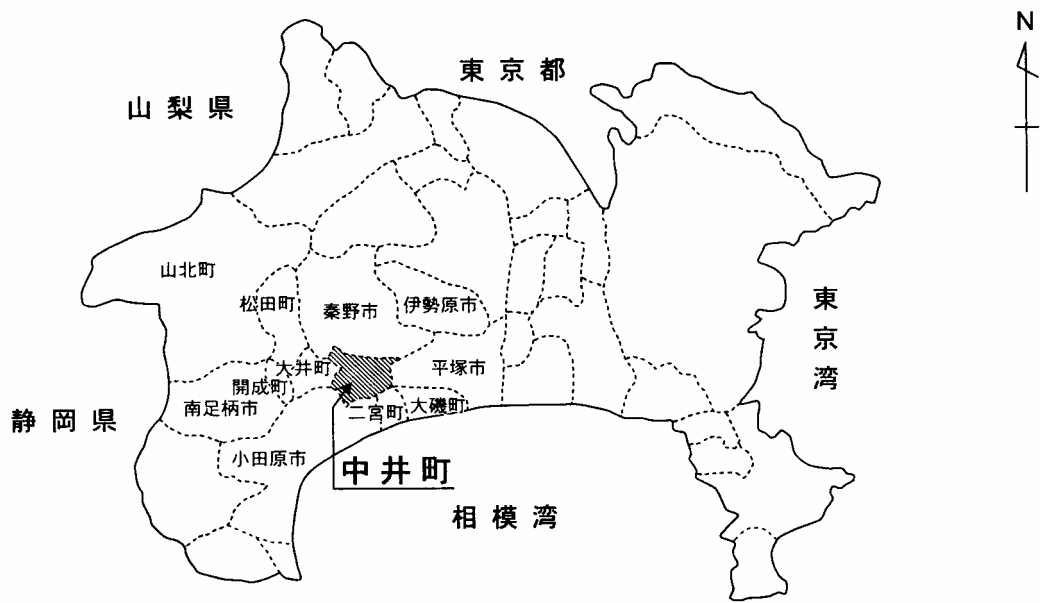 N
東京都
山梨県
山北町
松田町
秦野市
伊勢原市
東京湾
大井町
平塚市
開成町
南足柄市
二宮町
大磯町
静岡県
小田原市
中井町
相模湾